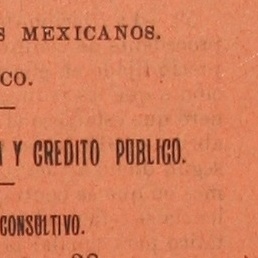 S MEXICANOS.
CO.
A Y CREDITO PUBLICO.
CONSULTIVO.